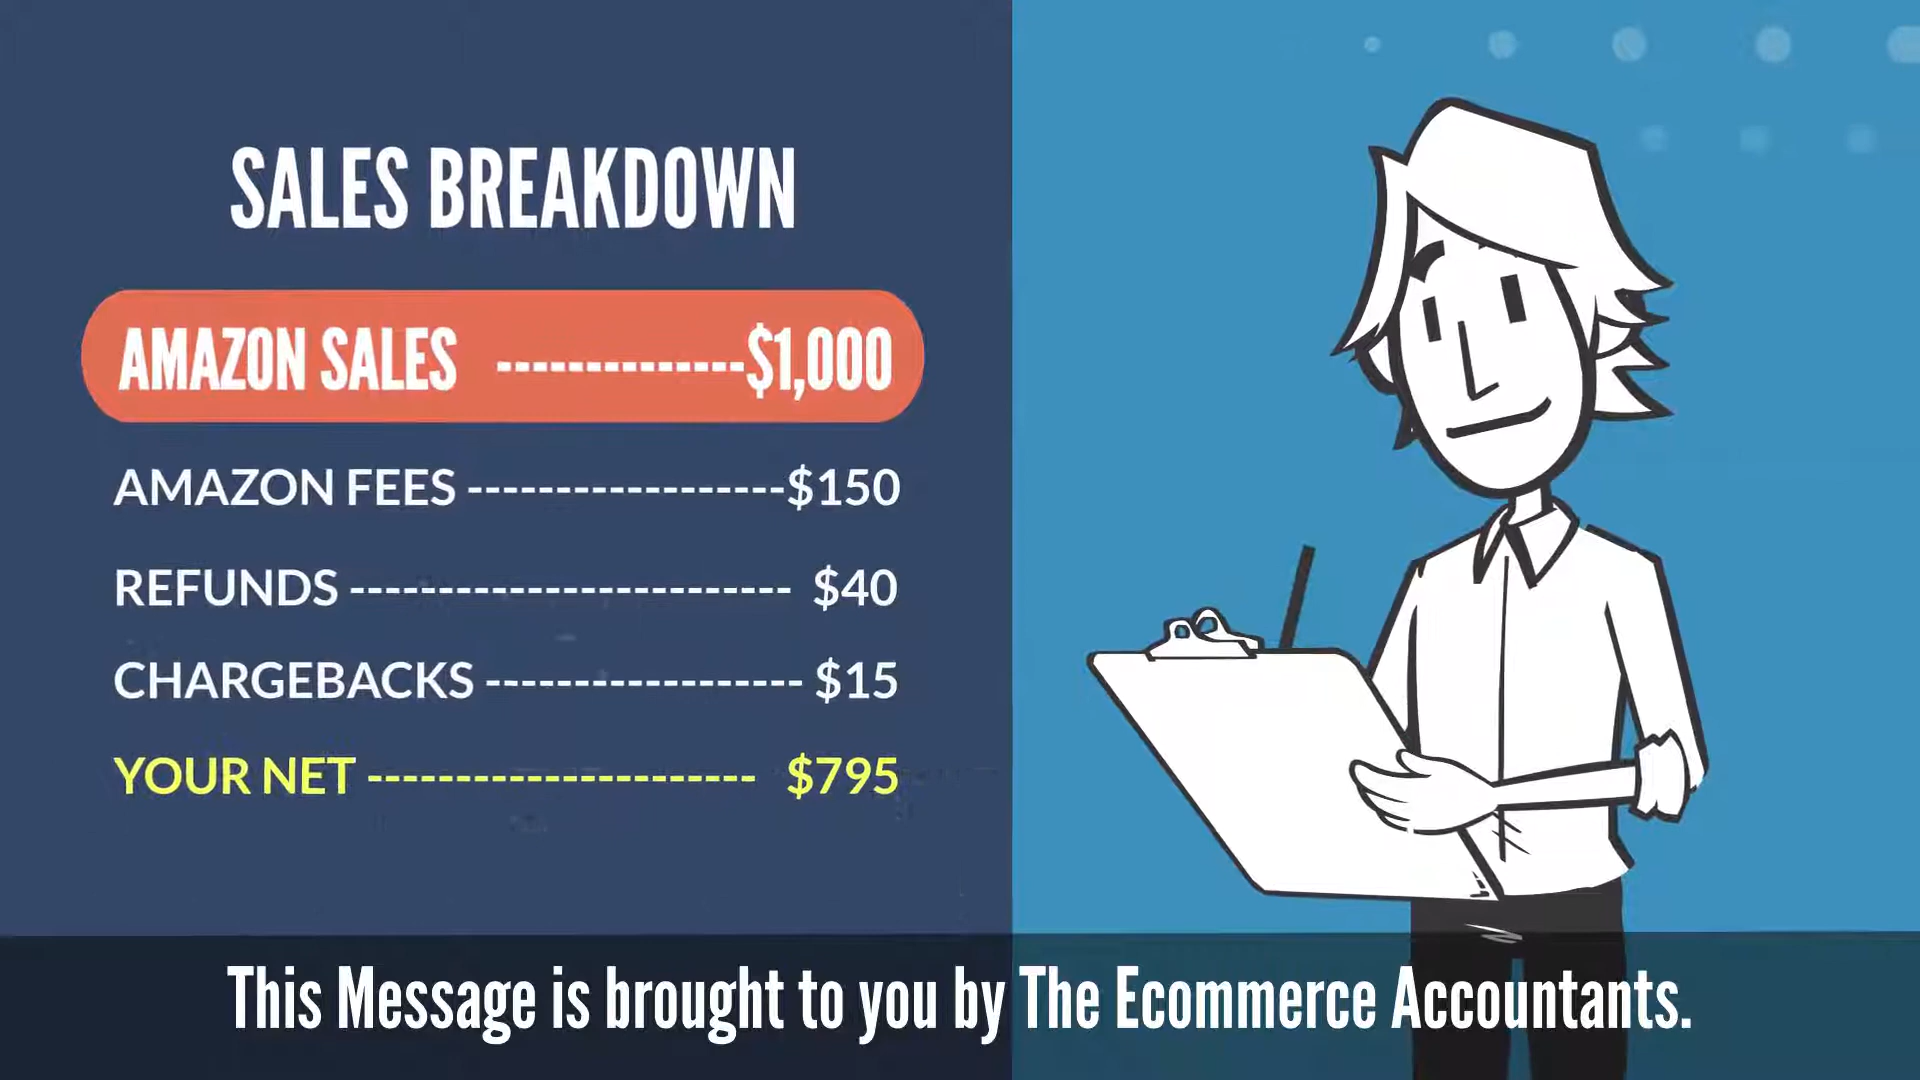 SALES BREAKDOWN
AMAZON SALES --------------$1,000
AMAZON FEES ------------------$150
REFUNDS ------------------------- $40
CHARGEBACKS ------------------ $15
YOUR NET ---------------------- $795
This Message is brought to you by The Ecommerce Accountants.